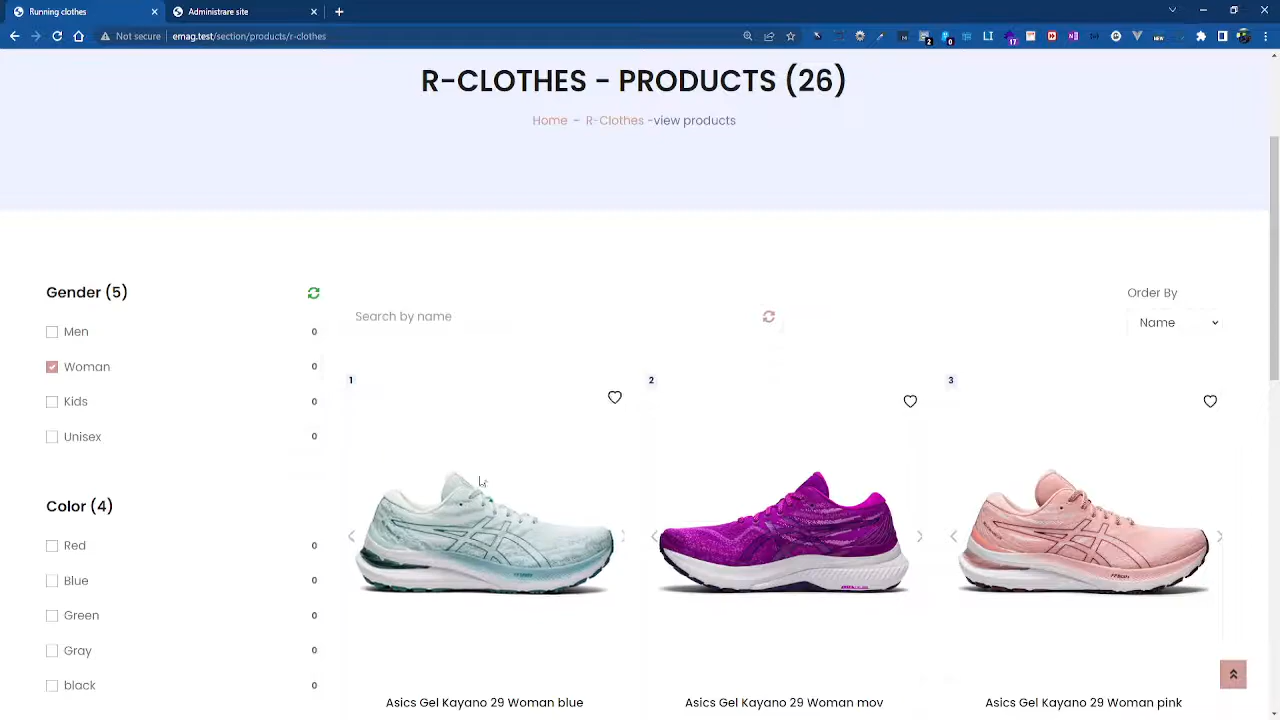 Running clothes
Administrare site
Not secure
emag.test/section/products/r-clothes
2
0
17
R-CLOTHES - PRODUCTS (26)
Home - R-Clothes -view products
Gender (5)
Men 0
Woman 0
Kids 0
Unisex 0
Color (4)
Red 0
Blue 0
Green 0
Gray 0
black 0
Search by name
Order By
Name
1
2
3
Asics Gel Kayano 29 Woman blue
Asics Gel Kayano 29 Woman mov
Asics Gel Kayano 29 Woman pink